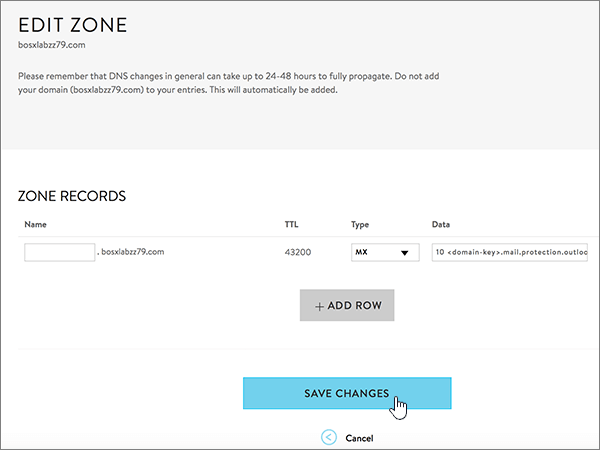 EDIT ZONE
bosxlabzz79.com
Please remember that DNS changes in general can take up to 24-48 hours to fully propagate. Do not add
your domain (bosxlabzz79.com) to your entries. This will automatically be added.
ZONE RECORDS
Name TTL Type Data
. bosxlabzz79.com 43200 MX 10 <domain-key>.mail.protection.outloo
+ ADD ROW
SAVE CHANGES
Cancel